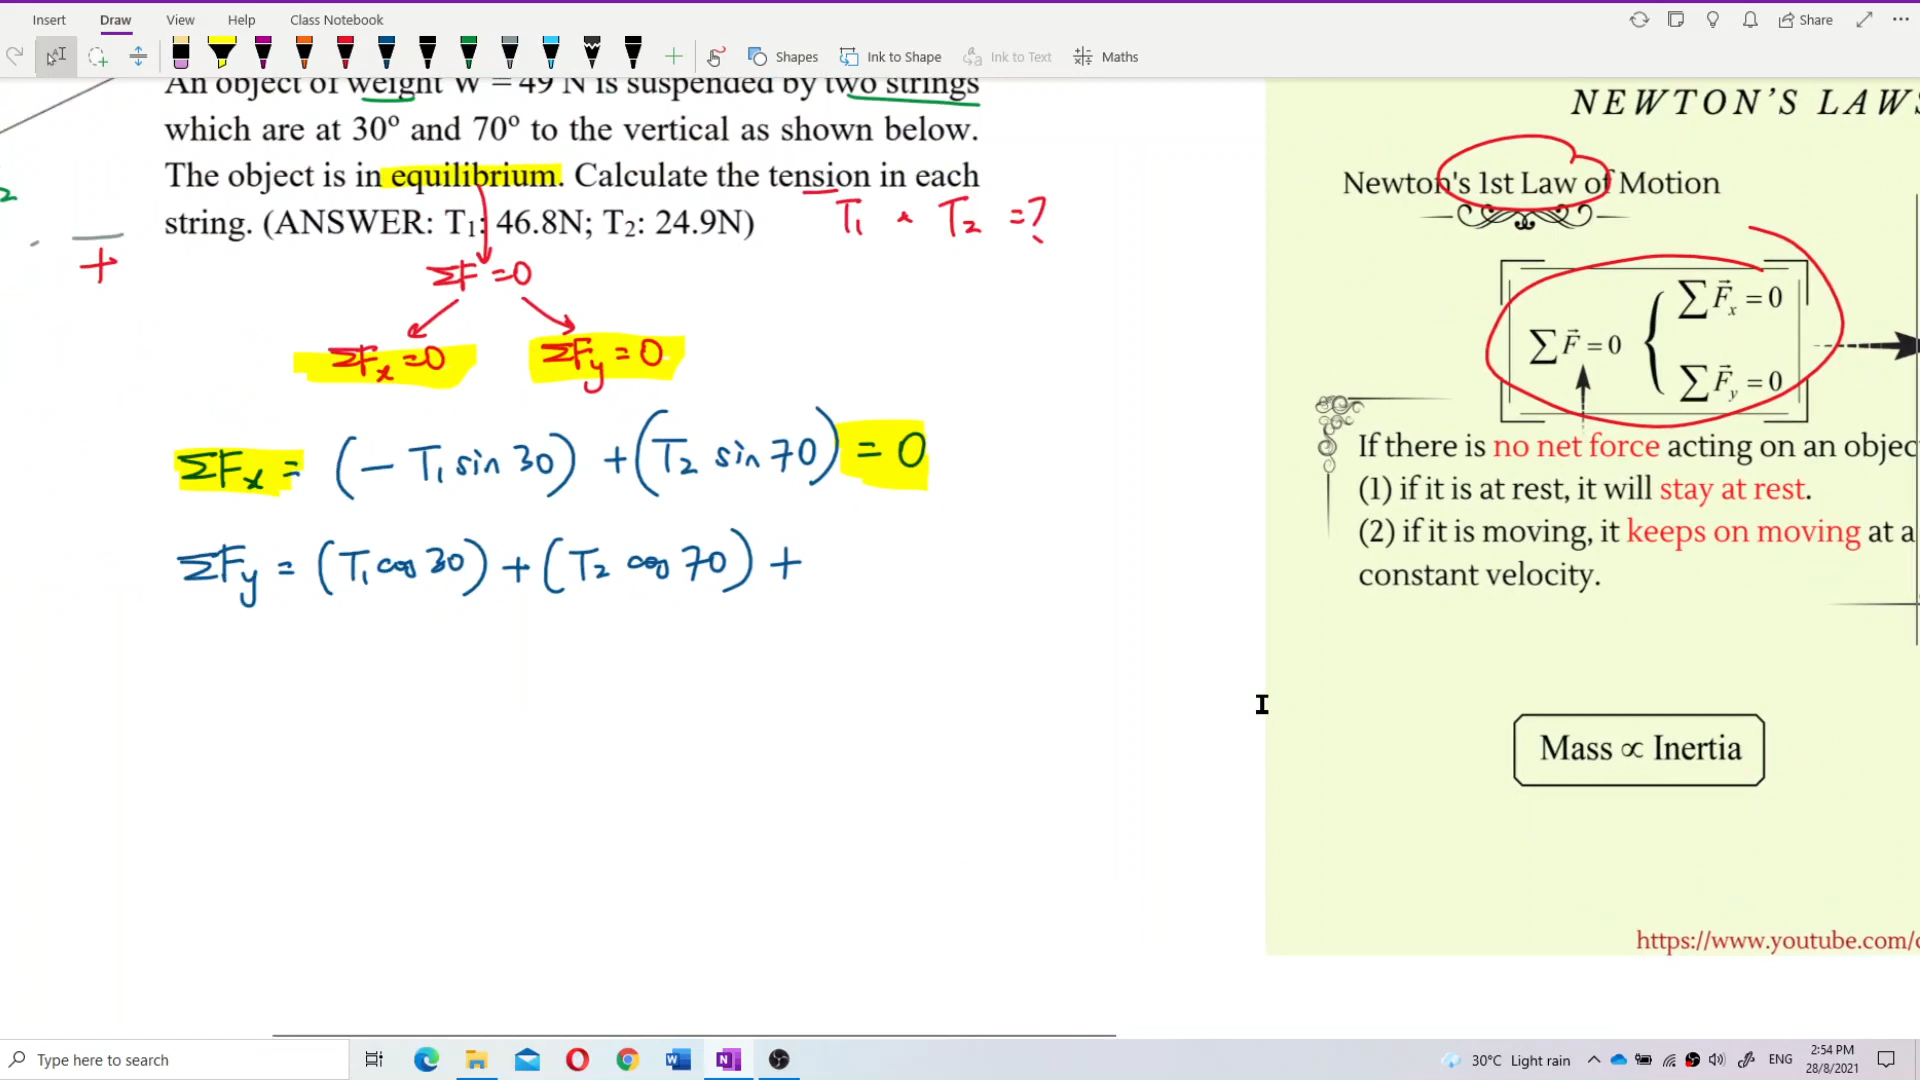 Insert Draw View Help Class Notebook
Share
Shapes Ink to Shape Ink to Text Maths
An object of weight W = 49 N is suspended by two strings
which are at 30º and 70º to the vertical as shown below.
The object is in equilibrium. Calculate the tension in each
string. (ANSWER: T₁: 46.8N; T₂: 24.9N)
T₁ & T₂ = ?
2
+
ΣF = 0
ΣFx = 0 ΣFy = 0
ΣFx = (− T₁ sin 30) + (T₂ sin 70) = 0
ΣFy = (T₁ cos 30) + (T₂ cos 70) +
NEWTON'S LAWS
Newton's 1st Law of Motion
∑F⃗ = 0 { ∑F⃗x = 0
∑F⃗y = 0
If there is no net force acting on an objec
(1) if it is at rest, it will stay at rest.
(2) if it is moving, it keeps on moving at a
constant velocity.
Mass ∝ Inertia
https://www.youtube.com/c
Type here to search
30°C Light rain
ENG
2:54 PM
28/8/2021